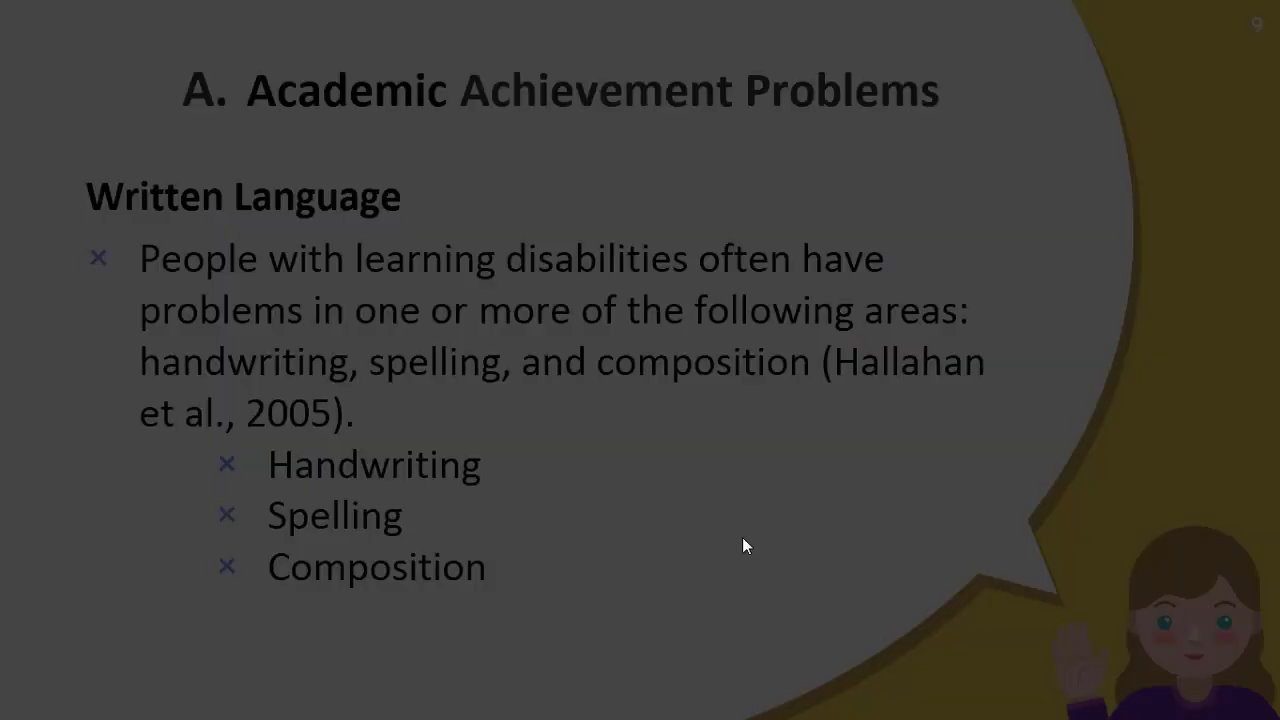 9
A. Academic Achievement Problems
Written Language
× People with learning disabilities often have
problems in one or more of the following areas:
handwriting, spelling, and composition (Hallahan
et al., 2005).
× Handwriting
× Spelling
× Composition